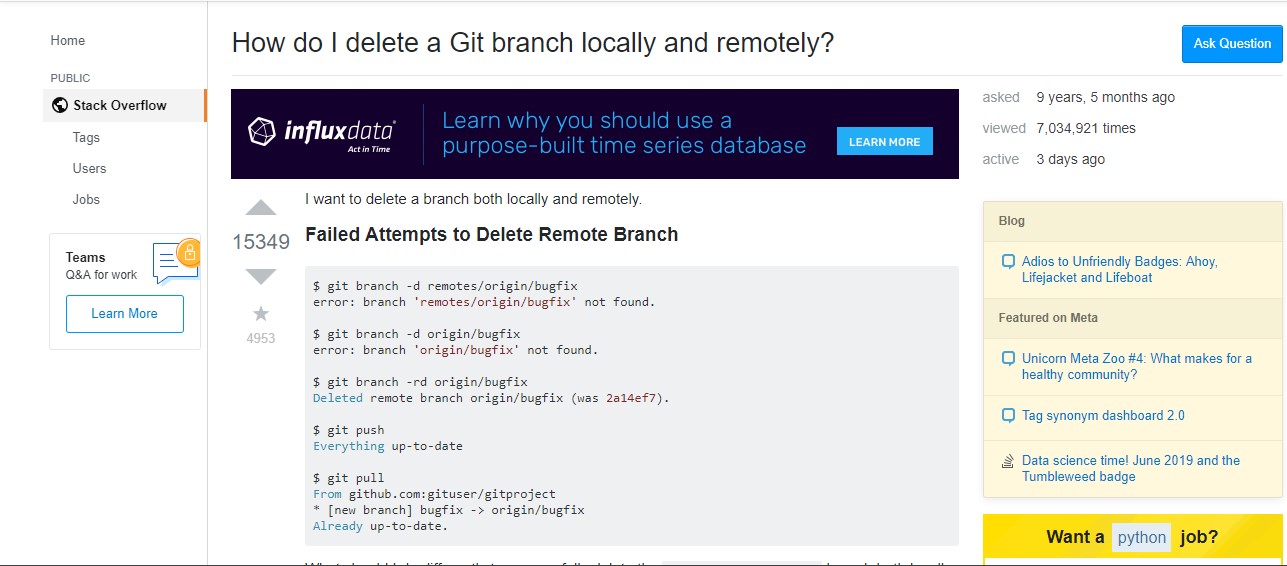 Home
PUBLIC
Stack Overflow
Tags
Users
Jobs
Teams
Q&A for work
Learn More
How do I delete a Git branch locally and remotely?
Ask Question
influxdata
Act in Time
Learn why you should use a
purpose-built time series database
LEARN MORE
15349
4953
I want to delete a branch both locally and remotely.
Failed Attempts to Delete Remote Branch
$ git branch -d remotes/origin/bugfix
error: branch 'remotes/origin/bugfix' not found.
$ git branch -d origin/bugfix
error: branch 'origin/bugfix' not found.
$ git branch -rd origin/bugfix
Deleted remote branch origin/bugfix (was 2a14ef7).
$ git push
Everything up-to-date
$ git pull
From github.com:gituser/gitproject
* [new branch] bugfix -> origin/bugfix
Already up-to-date.
asked 9 years, 5 months ago
viewed 7,034,921 times
active 3 days ago
Blog
Adios to Unfriendly Badges: Ahoy,
Lifejacket and Lifeboat
Featured on Meta
Unicorn Meta Zoo #4: What makes for a
healthy community?
Tag synonym dashboard 2.0
Data science time! June 2019 and the
Tumbleweed badge
Want a python job?